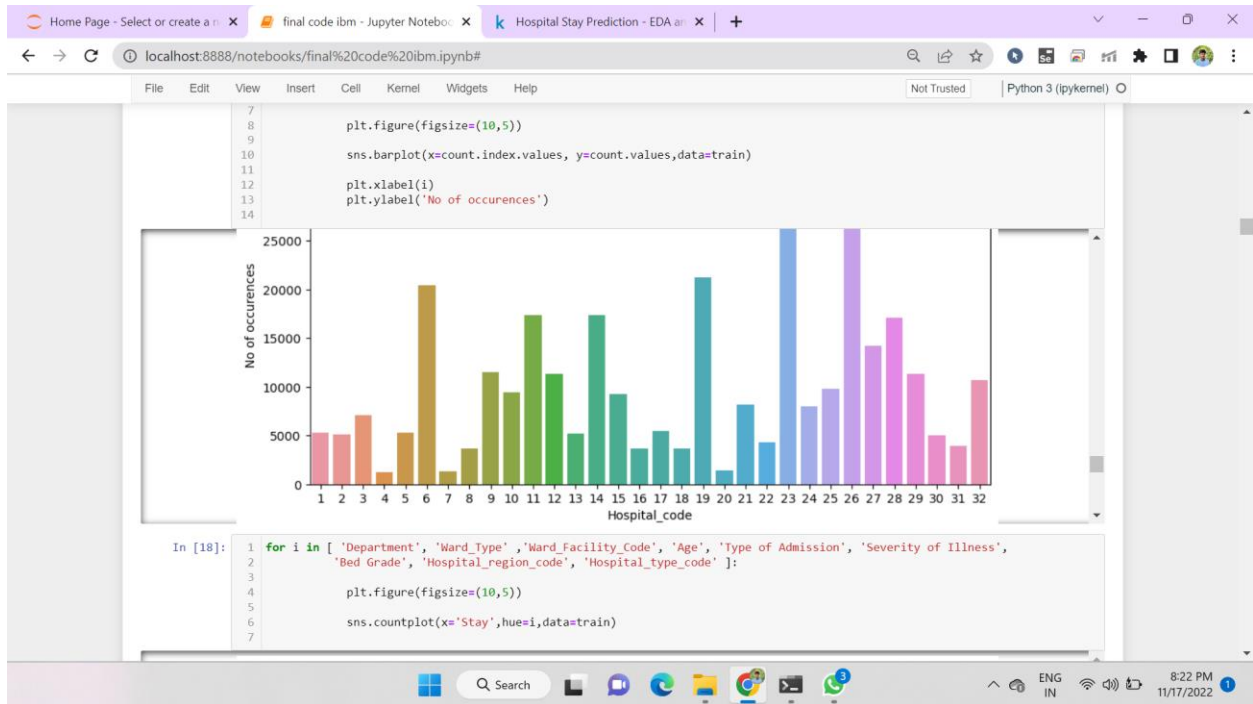 Home Page - Select or create a n
final code ibm - Jupyter Noteboo
k Hospital Stay Prediction - EDA an
localhost:8888/notebooks/final%20code%20ibm.ipynb#
File Edit View Insert Cell Kernel Widgets Help Not Trusted Python 3 (ipykernel)
7
8 plt.figure(figsize=(10,5))
9
10 sns.barplot(x=count.index.values, y=count.values,data=train)
11
12 plt.xlabel(i)
13 plt.ylabel('No of occurences')
14
25000
20000
15000
10000
5000
0
No of occurences
1 2 3 4 5 6 7 8 9 10 11 12 13 14 15 16 17 18 19 20 21 22 23 24 25 26 27 28 29 30 31 32
Hospital_code
In [18]:
1 for i in [ 'Department', 'Ward_Type' ,'Ward_Facility_Code', 'Age', 'Type of Admission', 'Severity of Illness',
2 'Bed Grade', 'Hospital_region_code', 'Hospital_type_code' ]:
3
4 plt.figure(figsize=(10,5))
5
6 sns.countplot(x='Stay',hue=i,data=train)
7
Search
3
ENG
IN
8:22 PM
11/17/2022
1